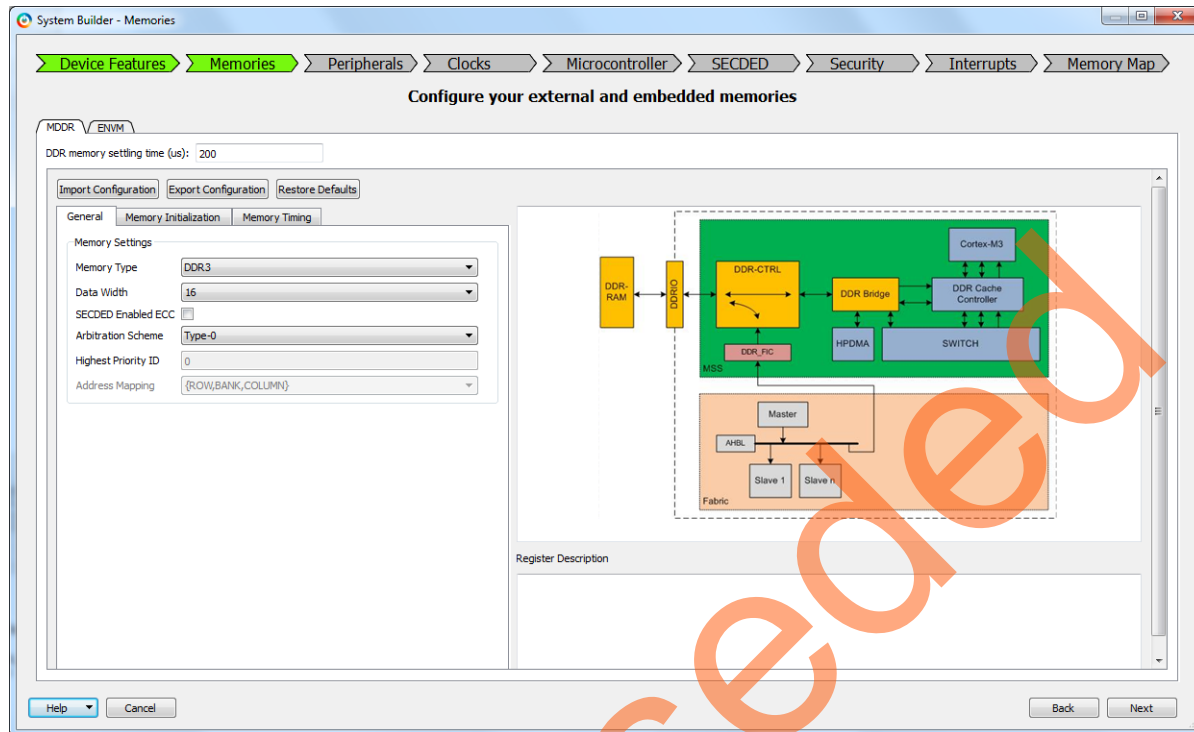 System Builder - Memories
Device Features Memories Peripherals Clocks Microcontroller SECDED Security Interrupts Memory Map
Configure your external and embedded memories
MDDR ENVM
DDR memory settling time (us): 200
Import Configuration Export Configuration Restore Defaults
General Memory Initialization Memory Timing
Memory Settings
Memory Type DDR3
Data Width 16
SECDED Enabled ECC
Arbitration Scheme Type-0
Highest Priority ID 0
Address Mapping {ROW,BANK,COLUMN}
DDR-
RAM
DDRIO
DDR-CTRL
DDR_FIC
DDR Bridge
Cortex-M3
DDR Cache
Controller
HPDMA
SWITCH
MSS
Master
AHBL
Slave 1 Slave n
Fabric
Register Description
Help Cancel Back Next
ceded